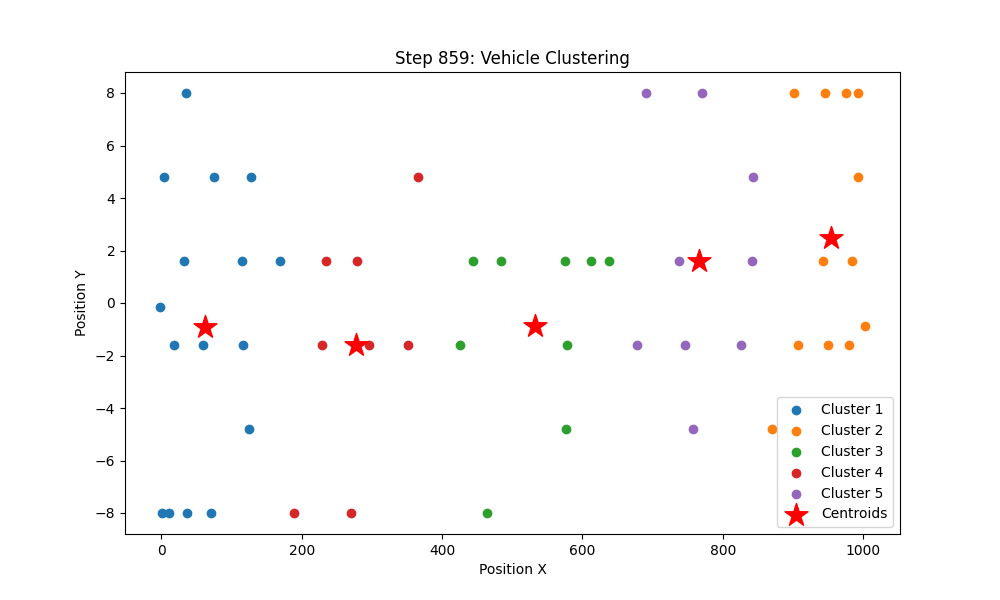 Step 859: Vehicle Clustering
Position Y
8
6
4
2
0
−2
−4
−6
−8
Cluster 1
Cluster 2
Cluster 3
Cluster 4
Cluster 5
Centroids
0 200 400 600 800 1000
Position X